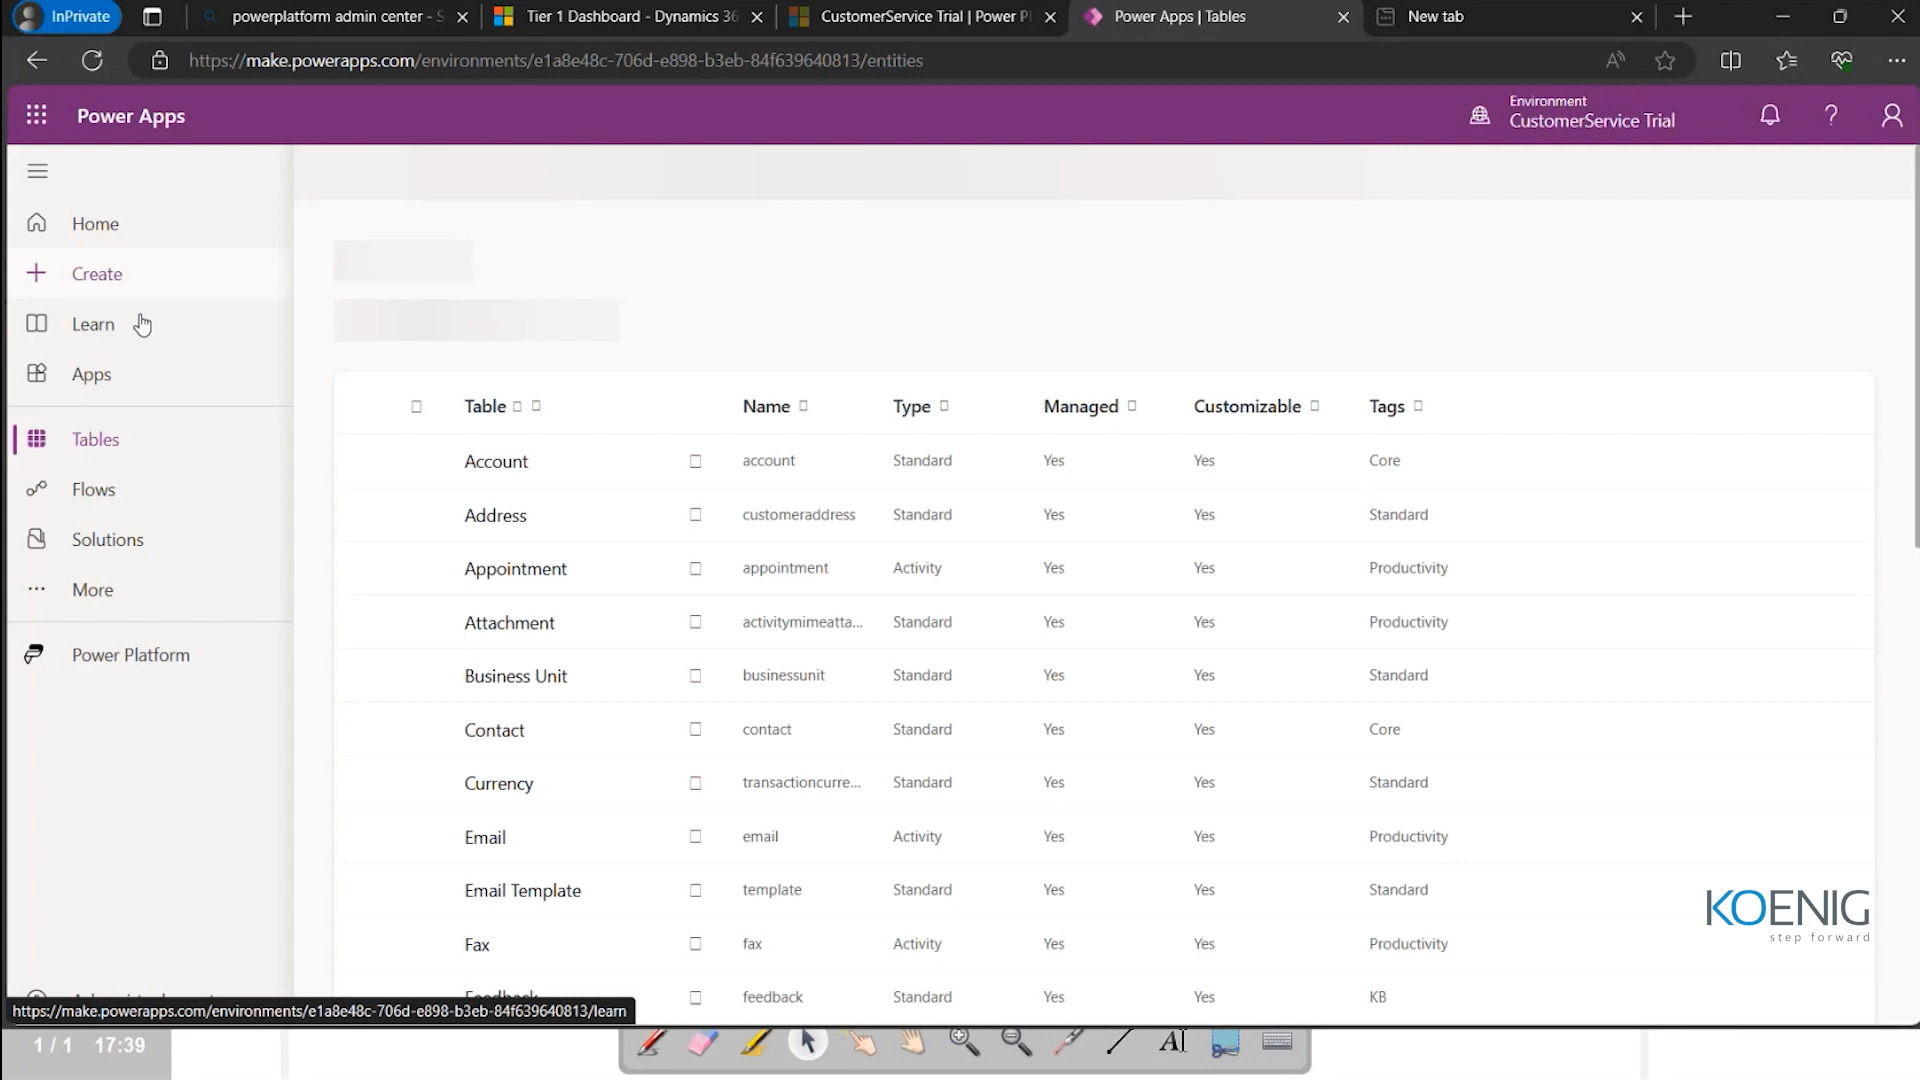 InPrivate
powerplatform admin center - S
Tier 1 Dashboard - Dynamics 36
CustomerService Trial | Power Pl
Power Apps | Tables
New tab
https://make.powerapps.com/environments/e1a8e48c-706d-e898-b3eb-84f639640813/entities
Power Apps
Environment
CustomerService Trial
Home
Create
Learn
Apps
Tables
Flows
Solutions
More
Power Platform
Table Name Type Managed Customizable Tags
Account account Standard Yes Yes Core
Address customeraddress Standard Yes Yes Standard
Appointment appointment Activity Yes Yes Productivity
Attachment activitymimeatta... Standard Yes Yes Productivity
Business Unit businessunit Standard Yes Yes Standard
Contact contact Standard Yes Yes Core
Currency transactioncurre... Standard Yes Yes Standard
Email email Activity Yes Yes Productivity
Email Template template Standard Yes Yes Standard
Fax fax Activity Yes Yes Productivity
Feedback feedback Standard Yes Yes KB
KOENIG
step forward
https://make.powerapps.com/environments/e1a8e48c-706d-e898-b3eb-84f639640813/learn
1 / 1 17:39